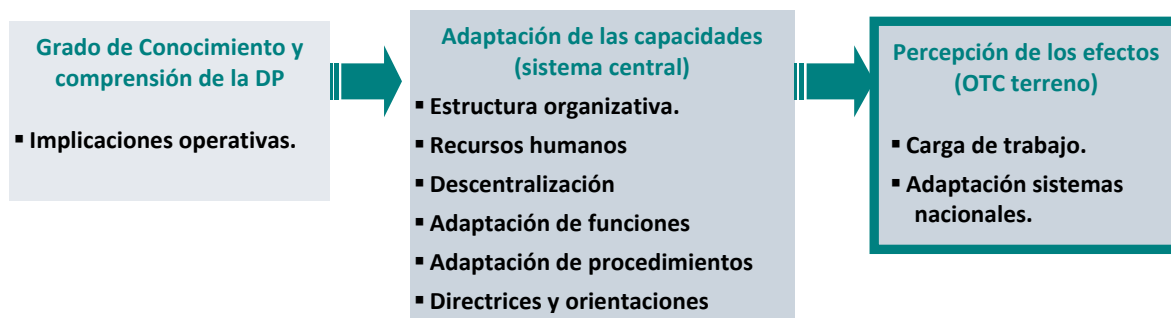 Grado de Conocimiento y
comprensión de la DP
▪ Implicaciones operativas.
Adaptación de las capacidades
(sistema central)
▪ Estructura organizativa.
▪ Recursos humanos
▪ Descentralización
▪ Adaptación de funciones
▪ Adaptación de procedimientos
▪ Directrices y orientaciones
Percepción de los efectos
(OTC terreno)
▪ Carga de trabajo.
▪ Adaptación sistemas
nacionales.